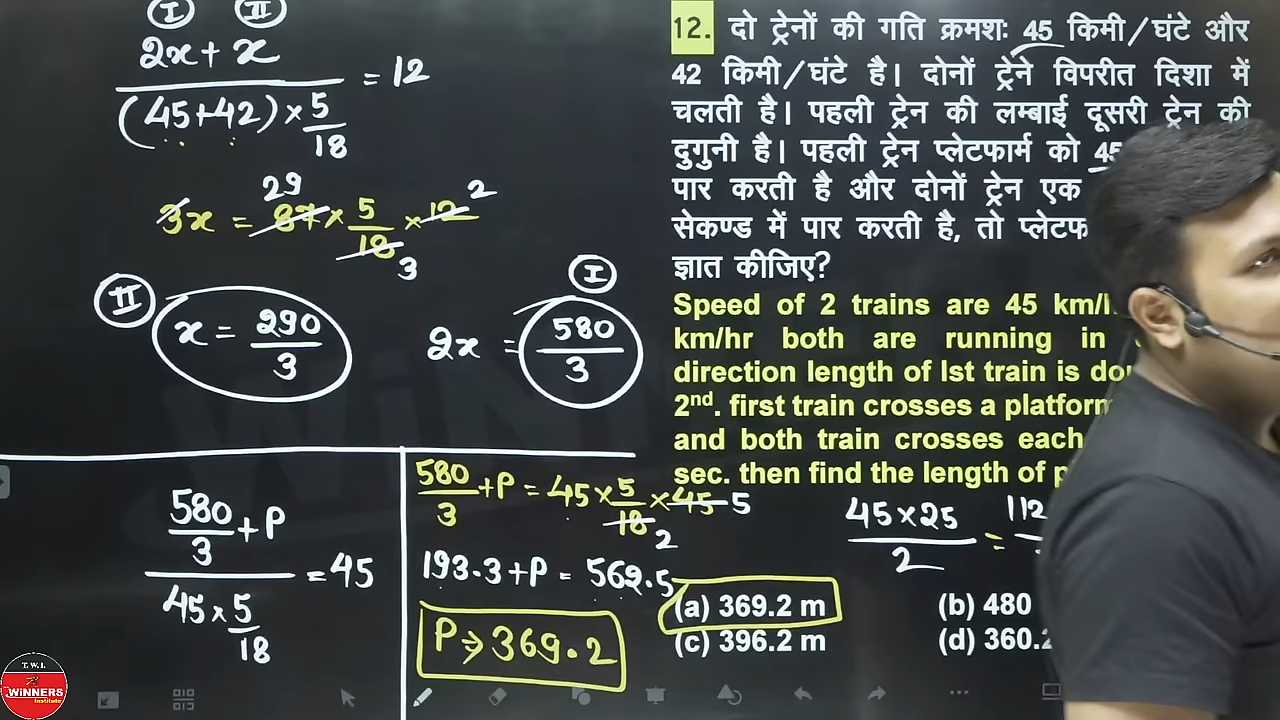 I II
2x + x
———
(45+42) × 5/18
= 12
3x = 87 × 5/18 × 12
29 2
3
II x = 290/3
I 2x = 580/3
580/3 + P
———
45 × 5/18
= 45
580/3 + P = 45 × 5/18 × 45 5
2
193.3 + P = 562.5
P ⇒ 369.2
12. दो ट्रेनों की गति क्रमशः 45 किमी/घंटे और
42 किमी/घंटे है। दोनों ट्रेने विपरीत दिशा में
चलती है। पहली ट्रेन की लम्बाई दूसरी ट्रेन की
दुगुनी है। पहली ट्रेन प्लेटफार्म को 45
पार करती है और दोनों ट्रेन एक
सेकण्ड में पार करती है, तो
ज्ञात कीजिए?
Speed of 2 trains are 45
km/hr both are running in
direction length of Ist train is
2nd. first train crosses a platform
and both train crosses each
sec. then find the length of
45 × 25 / 2 = 112
(a) 369.2 m (b) 480
(c) 396.2 m (d) 360.2
T.W.I.
WINNERS
Institute